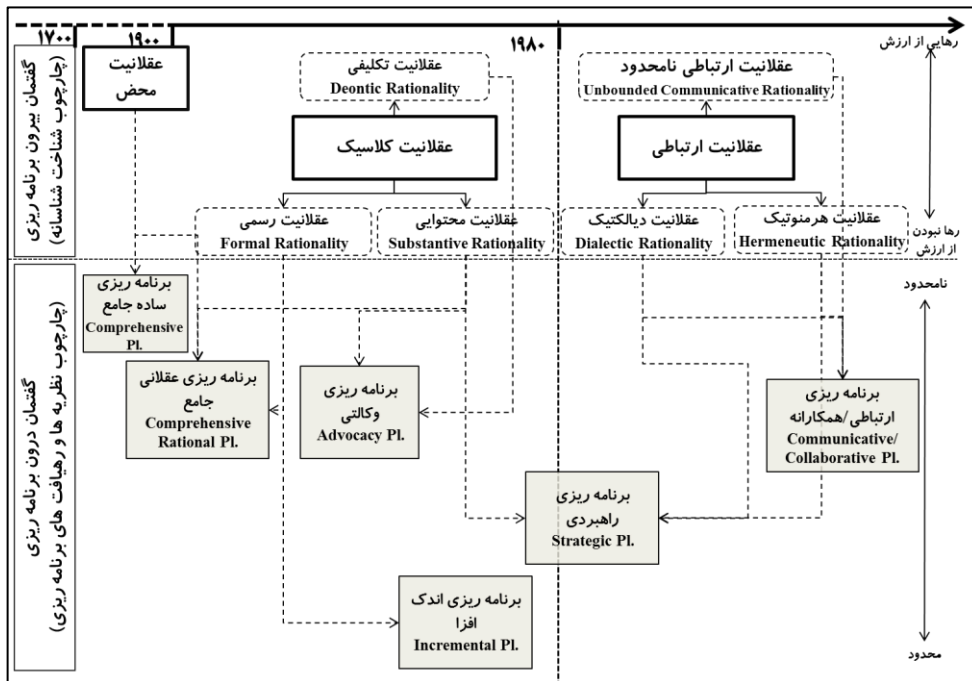 ۱۷۰۰
۱۹۰۰
۱۹۸۰
رهایی از ارزش
رها نبودن
از ارزش
گفتمان بیرون برنامه ریزی
(چارچوب شناخت شناسانه)
عقلانیت
محض
عقلانیت تکلیفی
Deontic Rationality
عقلانیت ارتباطی نامحدود
Unbounded Communicative Rationality
عقلانیت کلاسیک
عقلانیت ارتباطی
عقلانیت رسمی
Formal Rationality
عقلانیت محتوایی
Substantive Rationality
عقلانیت دیالکتیک
Dialectic Rationality
عقلانیت هرمنوتیک
Hermeneutic Rationality
گفتمان درون برنامه ریزی
(چارچوب نظریه ها و رهیافت های برنامه ریزی)
نامحدود
محدود
برنامه ریزی
ساده جامع
Comprehensive
Pl.
برنامه ریزی عقلانی
جامع
Comprehensive
Rational Pl.
برنامه ریزی
وکالتی
Advocacy Pl.
برنامه ریزی
ارتباطی/همکارانه
Communicative/
Collaborative Pl.
برنامه ریزی
راهبردی
Strategic Pl.
برنامه ریزی اندک
افزا
Incremental Pl.